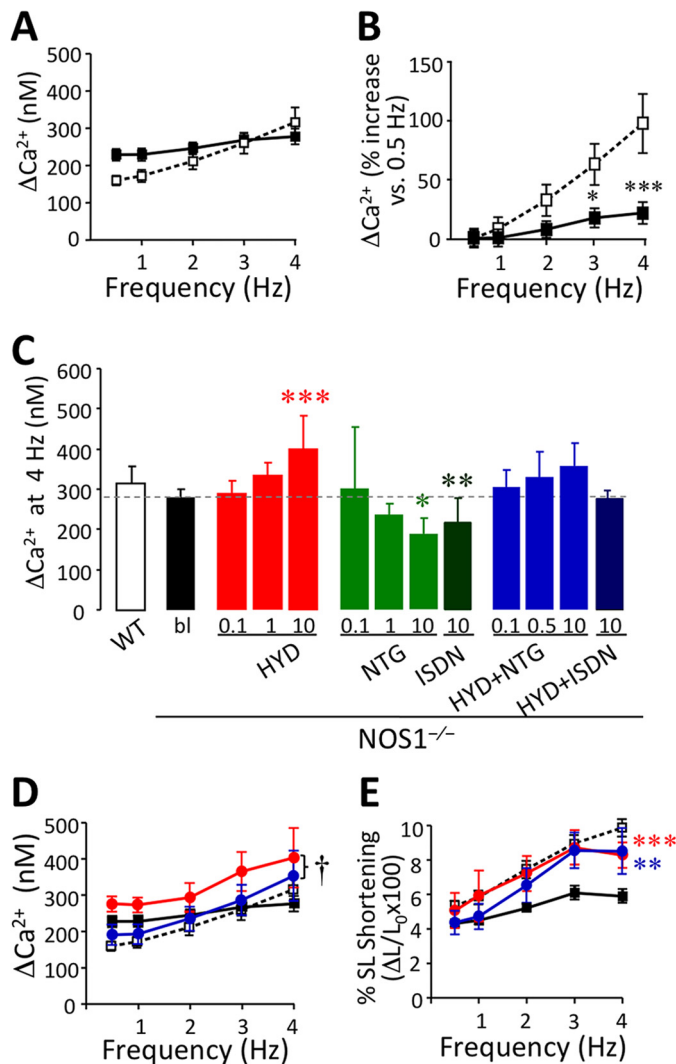 A
ΔCa²⁺ (nM)
500
400
300
200
100
0
1 2 3 4
Frequency (Hz)
B
ΔCa²⁺ (% increase
vs. 0.5 Hz)
150
100
50
0
* ***
1 2 3 4
Frequency (Hz)
C
ΔCa²⁺ at 4 Hz (nM)
600
500
400
300
200
100
0
***
* **
0.1 1 10 0.1 1 10 10 0.1 0.5 10 10
WT bl HYD NTG ISDN HYD+NTG HYD+ISDN
NOS1⁻/⁻
D
ΔCa²⁺ (nM)
500
400
300
200
100
0
†
1 2 3 4
Frequency (Hz)
E
% SL Shortening
(ΔL/L₀x100)
10
8
6
4
2
0
***
**
1 2 3 4
Frequency (Hz)